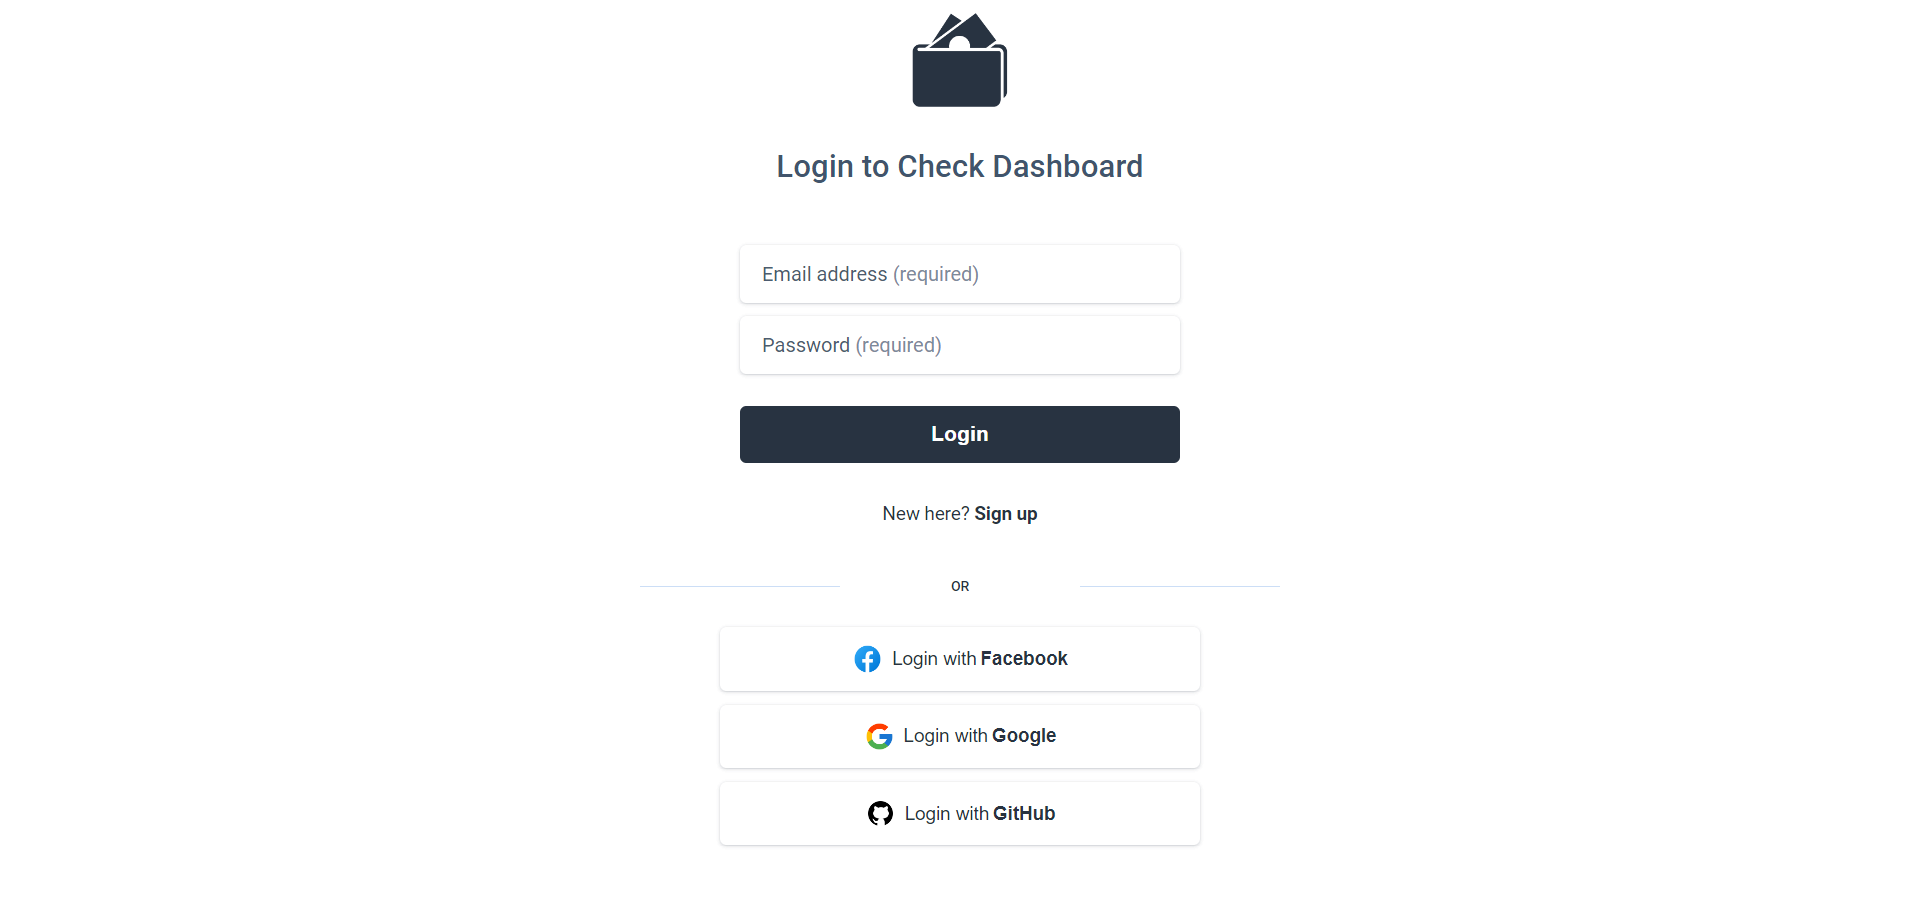 Login to Check Dashboard
Email address (required)
Password (required)
Login
New here? Sign up
OR
Login with Facebook
Login with Google
Login with GitHub